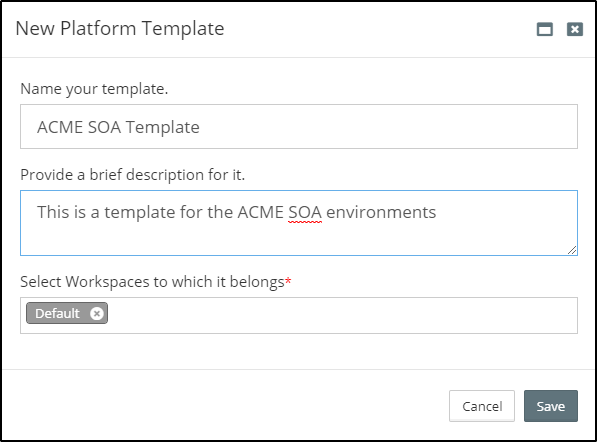 New Platform Template
Name your template.
ACME SOA Template
Provide a brief description for it.
This is a template for the ACME SOA environments
Select Workspaces to which it belongs*
Default
Cancel Save